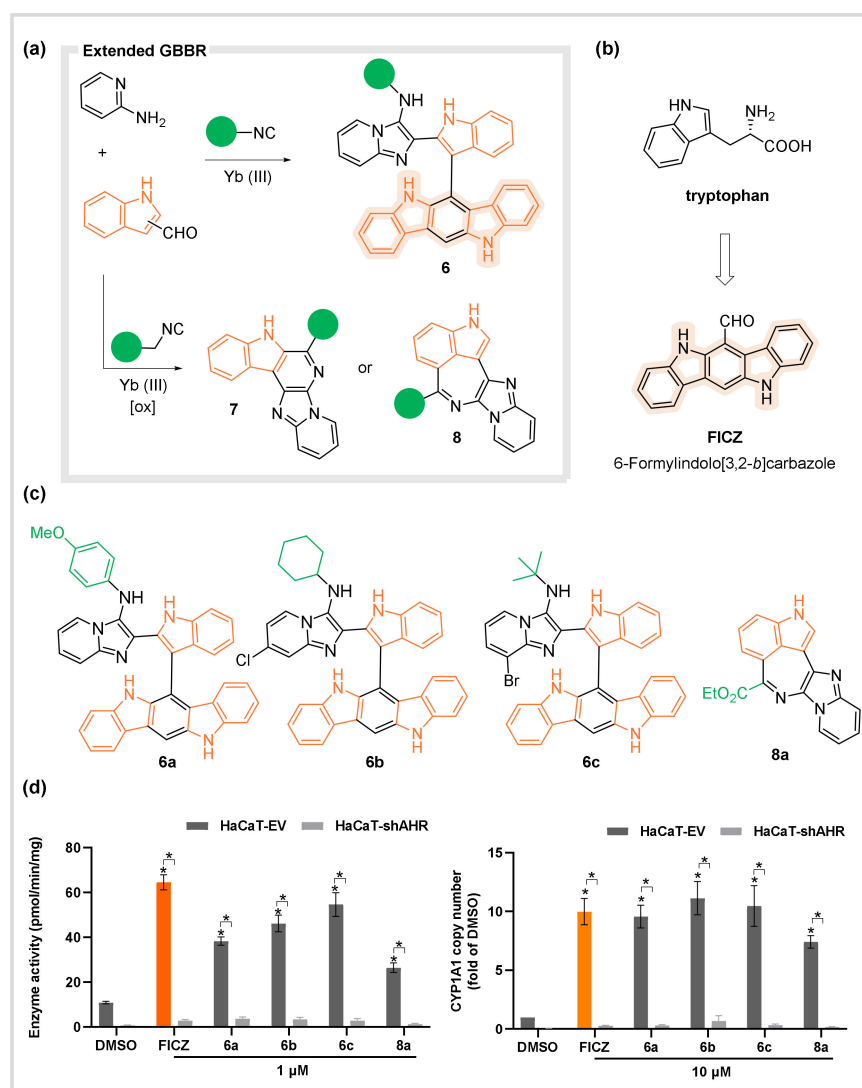 (a)
Extended GBBR
N
NH2
+
H
N
CHO
NC
Yb (III)
NH
H
N
N
N
H
N
N
H
6
NC
Yb (III)
[ox]
H
N
N
N
N
7
or
H
N
N
N
N
8
(b)
HN
NH2
COOH
tryptophan
CHO
H
N
N
H
FICZ
6-Formylindolo[3,2-b]carbazole
(c)
MeO
NH
H
N
N
N
H
N
N
H
6a
NH
H
N
N
N
Cl
H
N
N
H
6b
NH
H
N
N
N
Br
H
N
N
H
6c
H
N
EtO2C
N
N
N
8a
(d)
HaCaT-EV HaCaT-shAHR
Enzyme activity (pmol/min/mg)
80
60
40
20
0
* * * * *
* * * * *
DMSO FICZ 6a 6b 6c 8a
1 µM
HaCaT-EV HaCaT-shAHR
CYP1A1 copy number
(fold of DMSO)
15
10
5
0
* * * * *
* * * * *
DMSO FICZ 6a 6b 6c 8a
10 µM